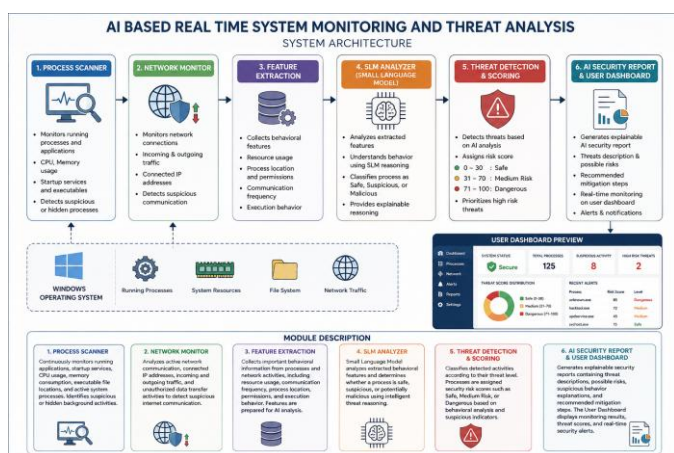 AI BASED REAL TIME SYSTEM MONITORING AND THREAT ANALYSIS
SYSTEM ARCHITECTURE
1. PROCESS SCANNER
• Monitors running
processes and
applications
• CPU, Memory
usage
• Startup services
and executables
• Detects suspicious
or hidden processes
2. NETWORK MONITOR
• Monitors network
connections
• Incoming & outgoing
traffic
• Connected IP
addresses
• Detects suspicious
communication
3. FEATURE
EXTRACTION
• Collects behavioral
features
• Resource usage
• Process location
and permissions
• Communication
frequency
• Execution behavior
4. SLM ANALYZER
(SMALL LANGUAGE
MODEL)
• Analyzes extracted
features
• Understands behavior
using SLM reasoning
• Classifies process as
Safe, Suspicious, or
Malicious
• Provides explainable
reasoning
5. THREAT DETECTION
& SCORING
• Detects threats based
on AI analysis
• Assigns risk score
0 – 30 : Safe
31 – 70 : Medium Risk
71 – 100: Dangerous
• Prioritizes high risk
threats
6. AI SECURITY REPORT
& USER DASHBOARD
• Generates explainable
AI security report
• Threats description &
possible risks
• Recommended
mitigation steps
• Real-time monitoring
on user dashboard
• Alerts & notifications
WINDOWS
OPERATING SYSTEM
Running Processes
System Resources
File System
Network Traffic
USER DASHBOARD PREVIEW
Dashboard
Processes
Network
Alerts
Reports
Settings
SYSTEM STATUS
Secure
TOTAL PROCESSES
125
SUSPICIOUS ACTIVITY
8
HIGH RISK THREATS
2
THREAT SCORE DISTRIBUTION
Safe (0-30)
Medium (31-70)
Dangerous (71-100)
RECENT ALERTS
Process
Risk Score
Level
Dangerous
Medium
Medium
Safe
MODULE DESCRIPTION
1. PROCESS SCANNER
Continuously monitors running
applications, startup services,
CPU usage, memory
consumption, executable file
locations, and active system
processes. Identifies suspicious
or hidden background activities.
2. NETWORK MONITOR
Analyzes active network
communication, connected
IP addresses, incoming and
outgoing traffic, and
unauthorized data transfer
activities to detect suspicious
internet communication.
3. FEATURE EXTRACTION
Collects important behavioral
information from processes and
network activities, including
resource usage, communication
frequency, process location,
permissions, and execution
behavior. Features are
prepared for AI analysis.
4. SLM ANALYZER
Small Language Model
analyzes extracted behavioral
features and determines
whether a process is safe,
suspicious, or potentially
malicious using intelligent
threat reasoning.
5. THREAT DETECTION
& SCORING
Classifies detected activities
according to their threat level.
Processes are assigned
security risk scores such as
Safe, Medium Risk, or
Dangerous based on
behavioral analysis and
suspicious indicators.
6. AI SECURITY REPORT
& USER DASHBOARD
Generates explainable security
reports containing threat
descriptions, possible risks,
suspicious behavior
explanations, and
recommended mitigation
steps. The User Dashboard
displays monitoring results,
threat scores, and real-time
security alerts.